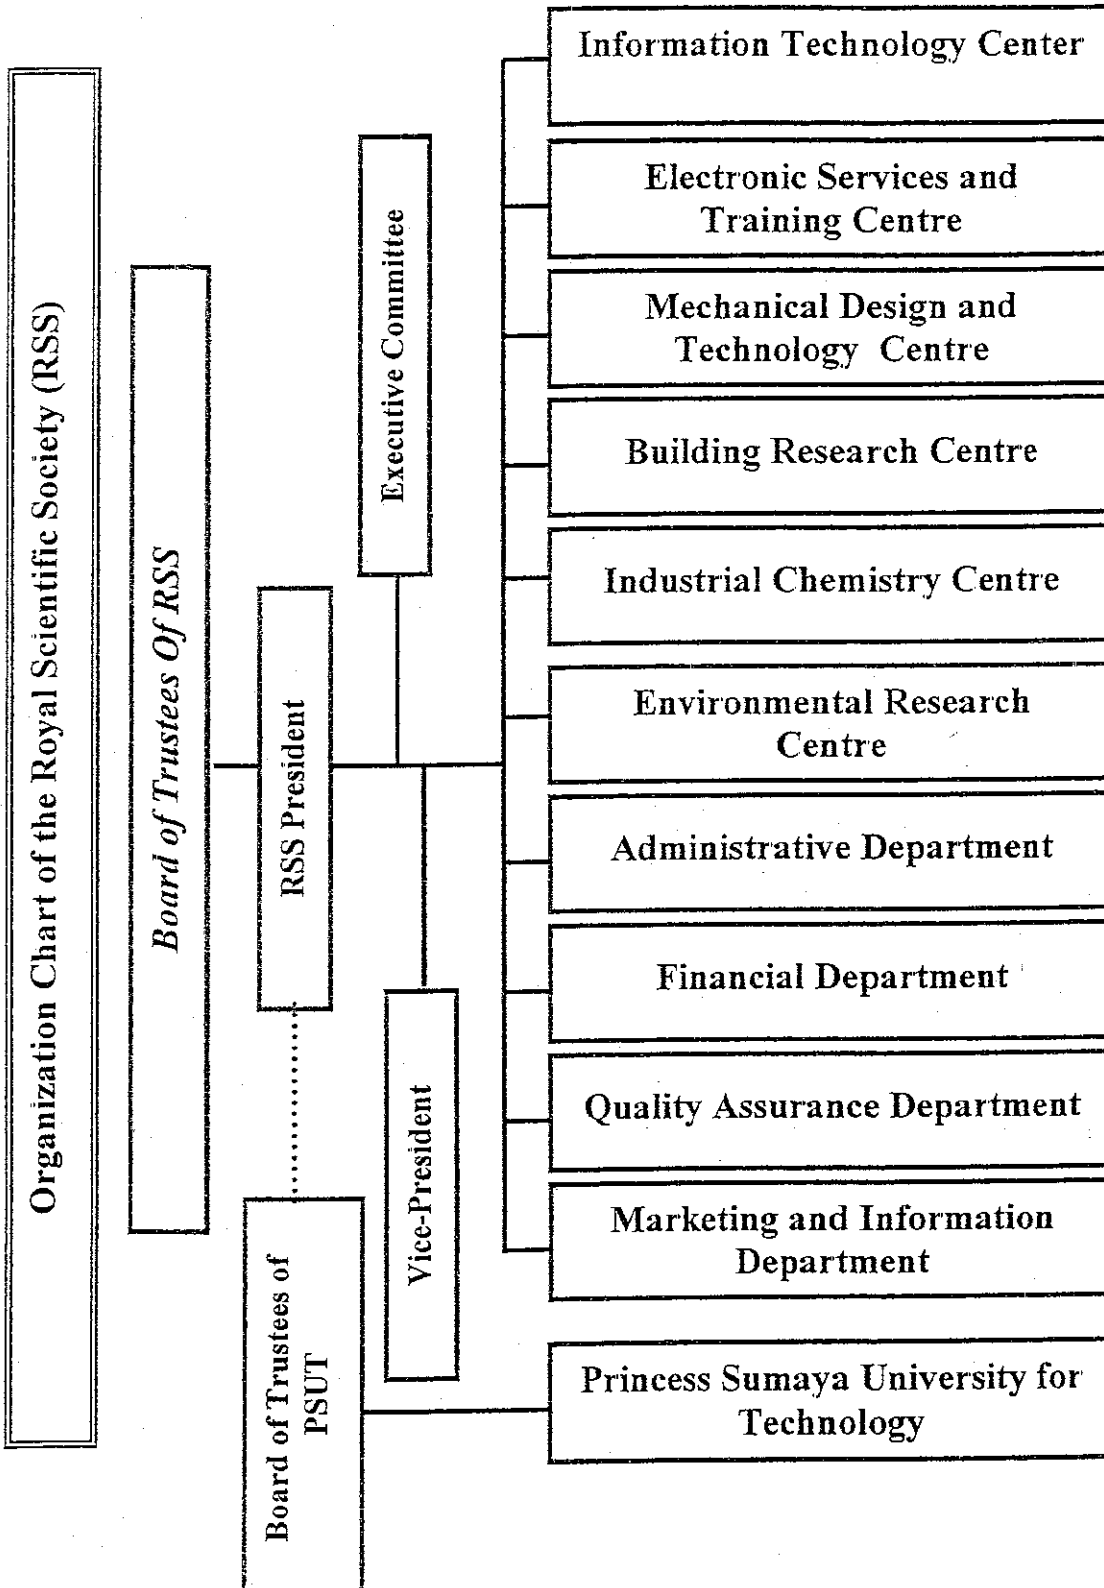 Organization Chart of the Royal Scientific Society (RSS)
Board of Trustees Of RSS
RSS President
Board of Trustees of
PSUT
Executive Committee
Vice-President
Information Technology Center
Electronic Services and
Training Centre
Mechanical Design and
Technology Centre
Building Research Centre
Industrial Chemistry Centre
Environmental Research
Centre
Administrative Department
Financial Department
Quality Assurance Department
Marketing and Information
Department
Princess Sumaya University for
Technology